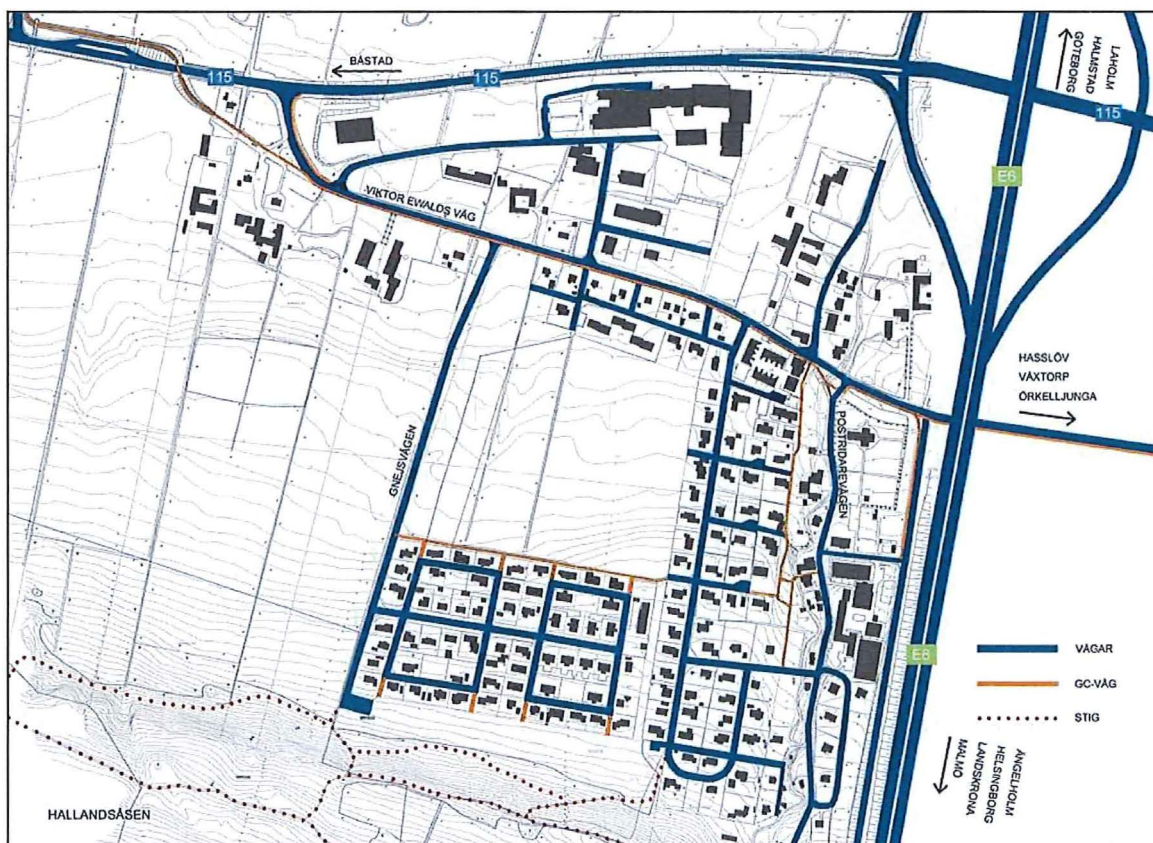 BÅSTAD
115
115
115
LAHOLM
HALMSTAD
GÖTEBORG
E6
VIKTOR EWALDS VÄG
GNEJSVÄGEN
POSTRIDAREVÄGEN
HASSLÖV
VÄXTORP
ÖRKELLJUNGA
E6
VÄGAR
GC-VÄG
STIG
ÄNGELHOLM
HELSINGBORG
LANDSKRONA
MALMÖ
HALLANDSÅSEN